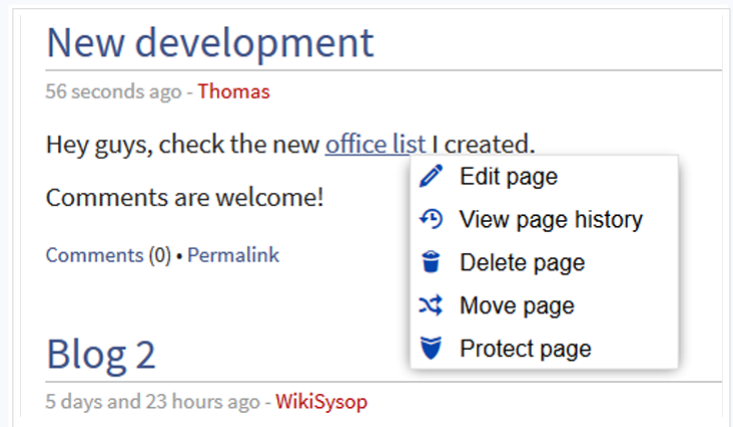 New development
56 seconds ago - Thomas
Hey guys, check the new office list I created.
Comments are welcome!
Comments (0) • Permalink
Edit page
View page history
Delete page
Move page
Protect page
Blog 2
5 days and 23 hours ago - WikiSysop